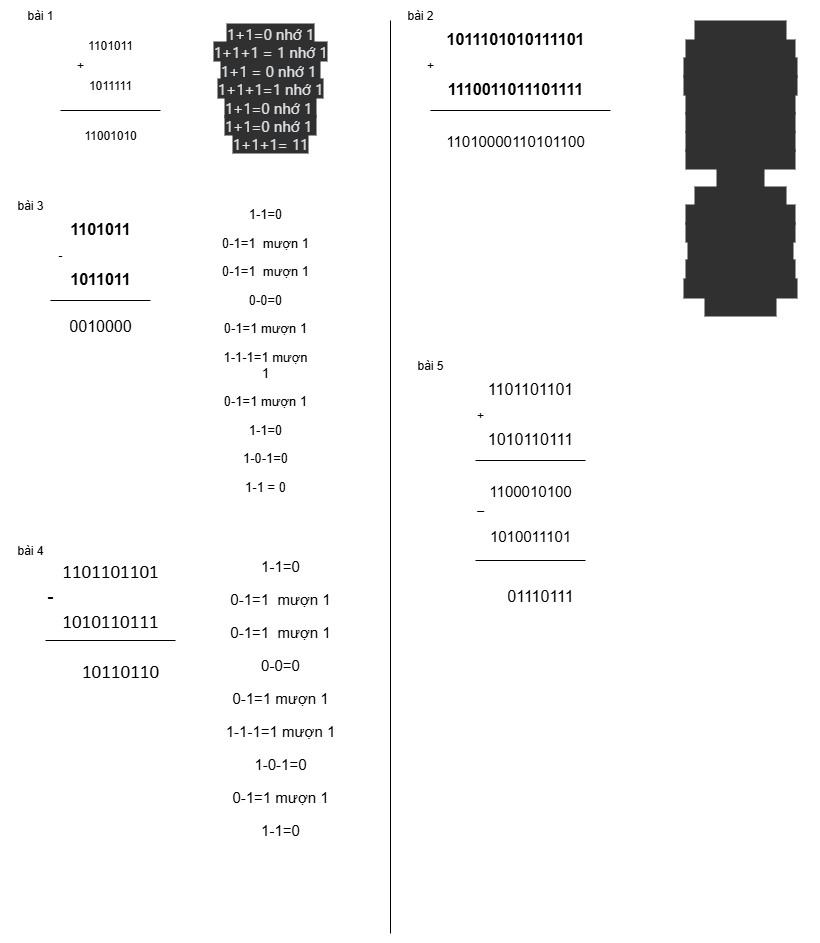 bài 1
1101011
+
1011111
11001010
1+1=0 nhớ 1
1+1+1 = 1 nhớ 1
1+1 = 0 nhớ 1
1+1+1=1 nhớ 1
1+1=0 nhớ 1
1+1=0 nhớ 1
1+1+1= 11
bài 2
1011101010111101
+
1110011011101111
11010000110101100
bài 3
1101011
-
1011011
0010000
1-1=0
0-1=1 mượn 1
0-1=1 mượn 1
0-0=0
0-1=1 mượn 1
1-1-1=1 mượn
1
0-1=1 mượn 1
1-1=0
1-0-1=0
1-1 = 0
bài 4
1101101101
-
1010110111
10110110
1-1=0
0-1=1 mượn 1
0-1=1 mượn 1
0-0=0
0-1=1 mượn 1
1-1-1=1 mượn 1
1-0-1=0
0-1=1 mượn 1
1-1=0
bài 5
1101101101
+
1010110111
1100010100
–
1010011101
01110111